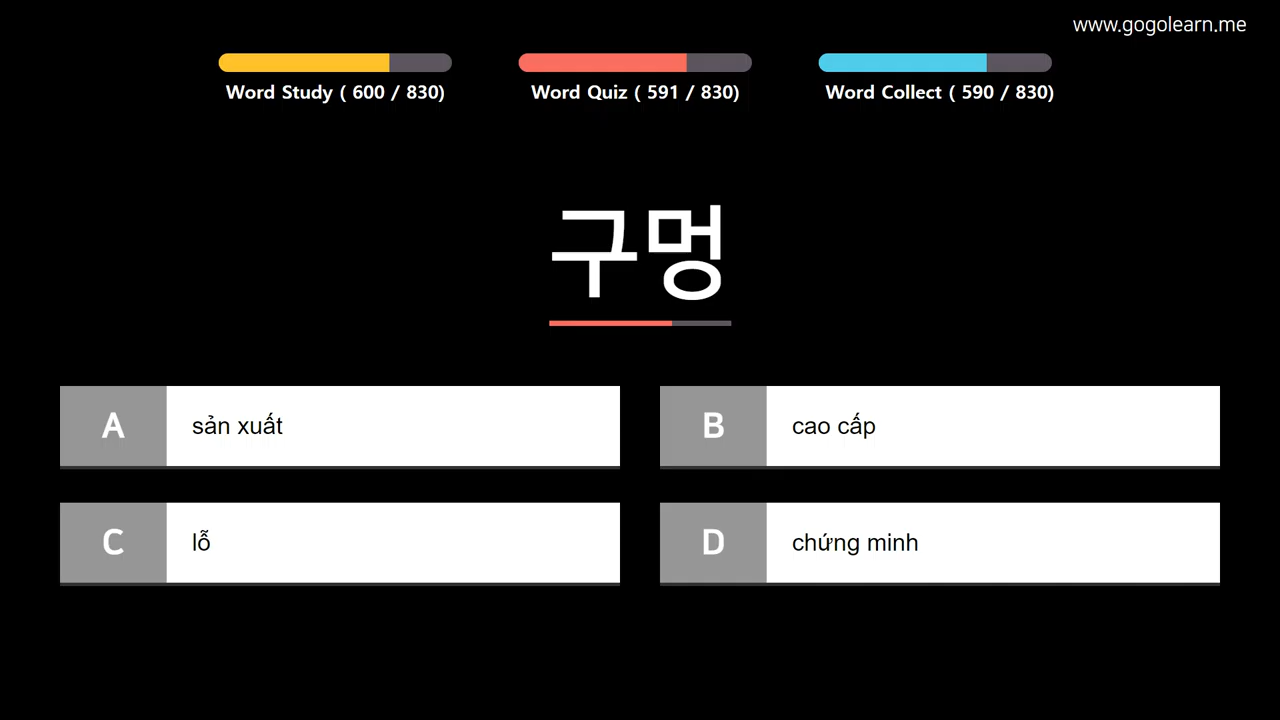 www.gogolearn.me
Word Study ( 600 / 830)
Word Quiz ( 591 / 830)
Word Collect ( 590 / 830)
구멍
A
sản xuất
B
cao cấp
C
lỗ
D
chứng minh